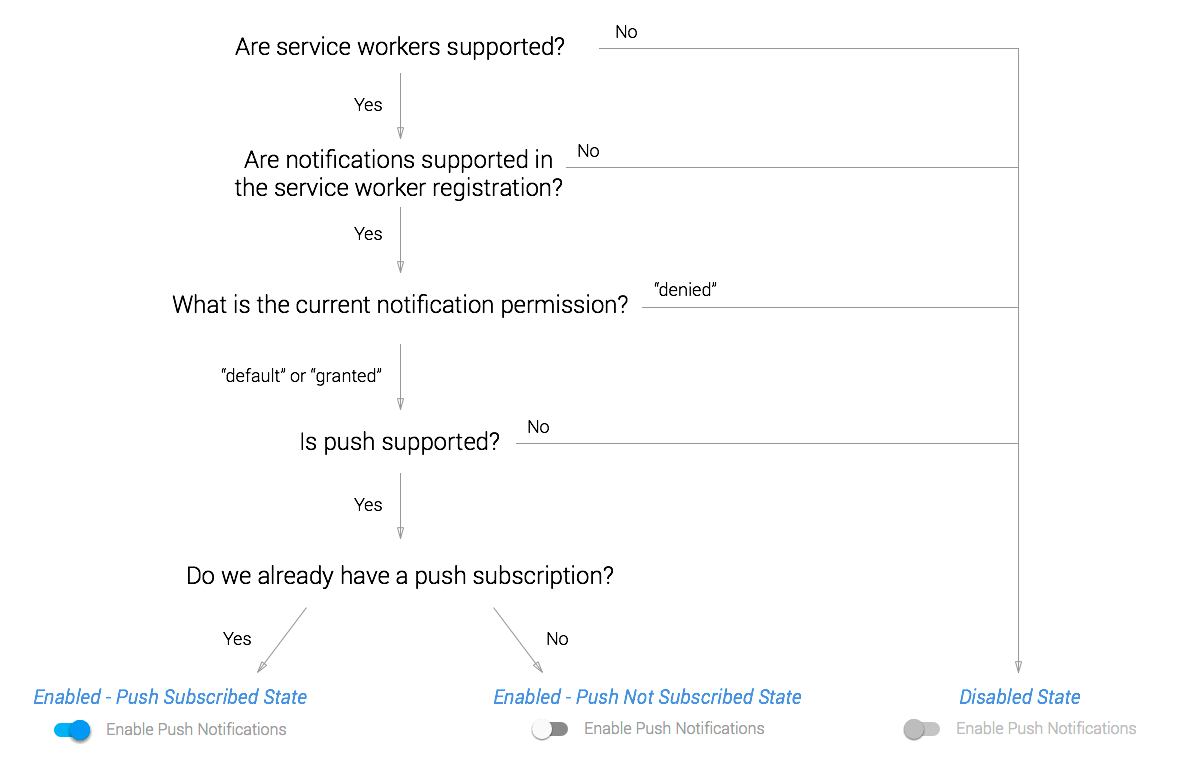 Are service workers supported?
No
Yes
Are notifications supported in
the service worker registration?
No
Yes
What is the current notification permission?
“denied”
“default” or “granted”
Is push supported?
No
Yes
Do we already have a push subscription?
Yes
No
Enabled - Push Subscribed State
Enable Push Notifications
Enabled - Push Not Subscribed State
Enable Push Notifications
Disabled State
Enable Push Notifications